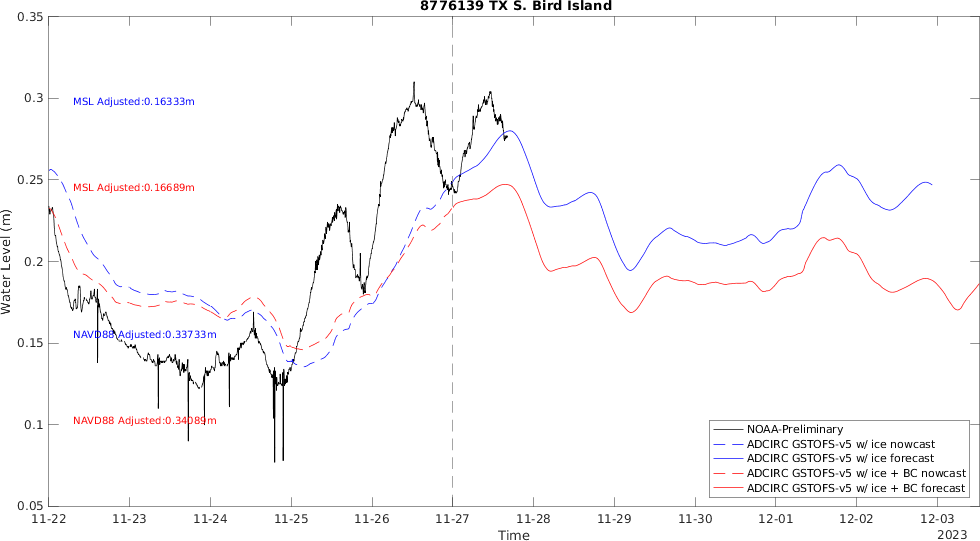 8776139 TX S. Bird Island
0.35
0.3
0.25
0.2
0.15
0.1
0.05
Water Level (m)
MSL Adjusted:0.16333m
MSL Adjusted:0.16689m
NAVD88 Adjusted:0.33733m
NAVD88 Adjusted:0.34089m
NOAA-Preliminary
ADCIRC GSTOFS-v5 w/ ice nowcast
ADCIRC GSTOFS-v5 w/ ice forecast
ADCIRC GSTOFS-v5 w/ ice + BC nowcast
ADCIRC GSTOFS-v5 w/ ice + BC forecast
11-22 11-23 11-24 11-25 11-26 11-27 11-28 11-29 11-30 12-01 12-02 12-03
Time
2023